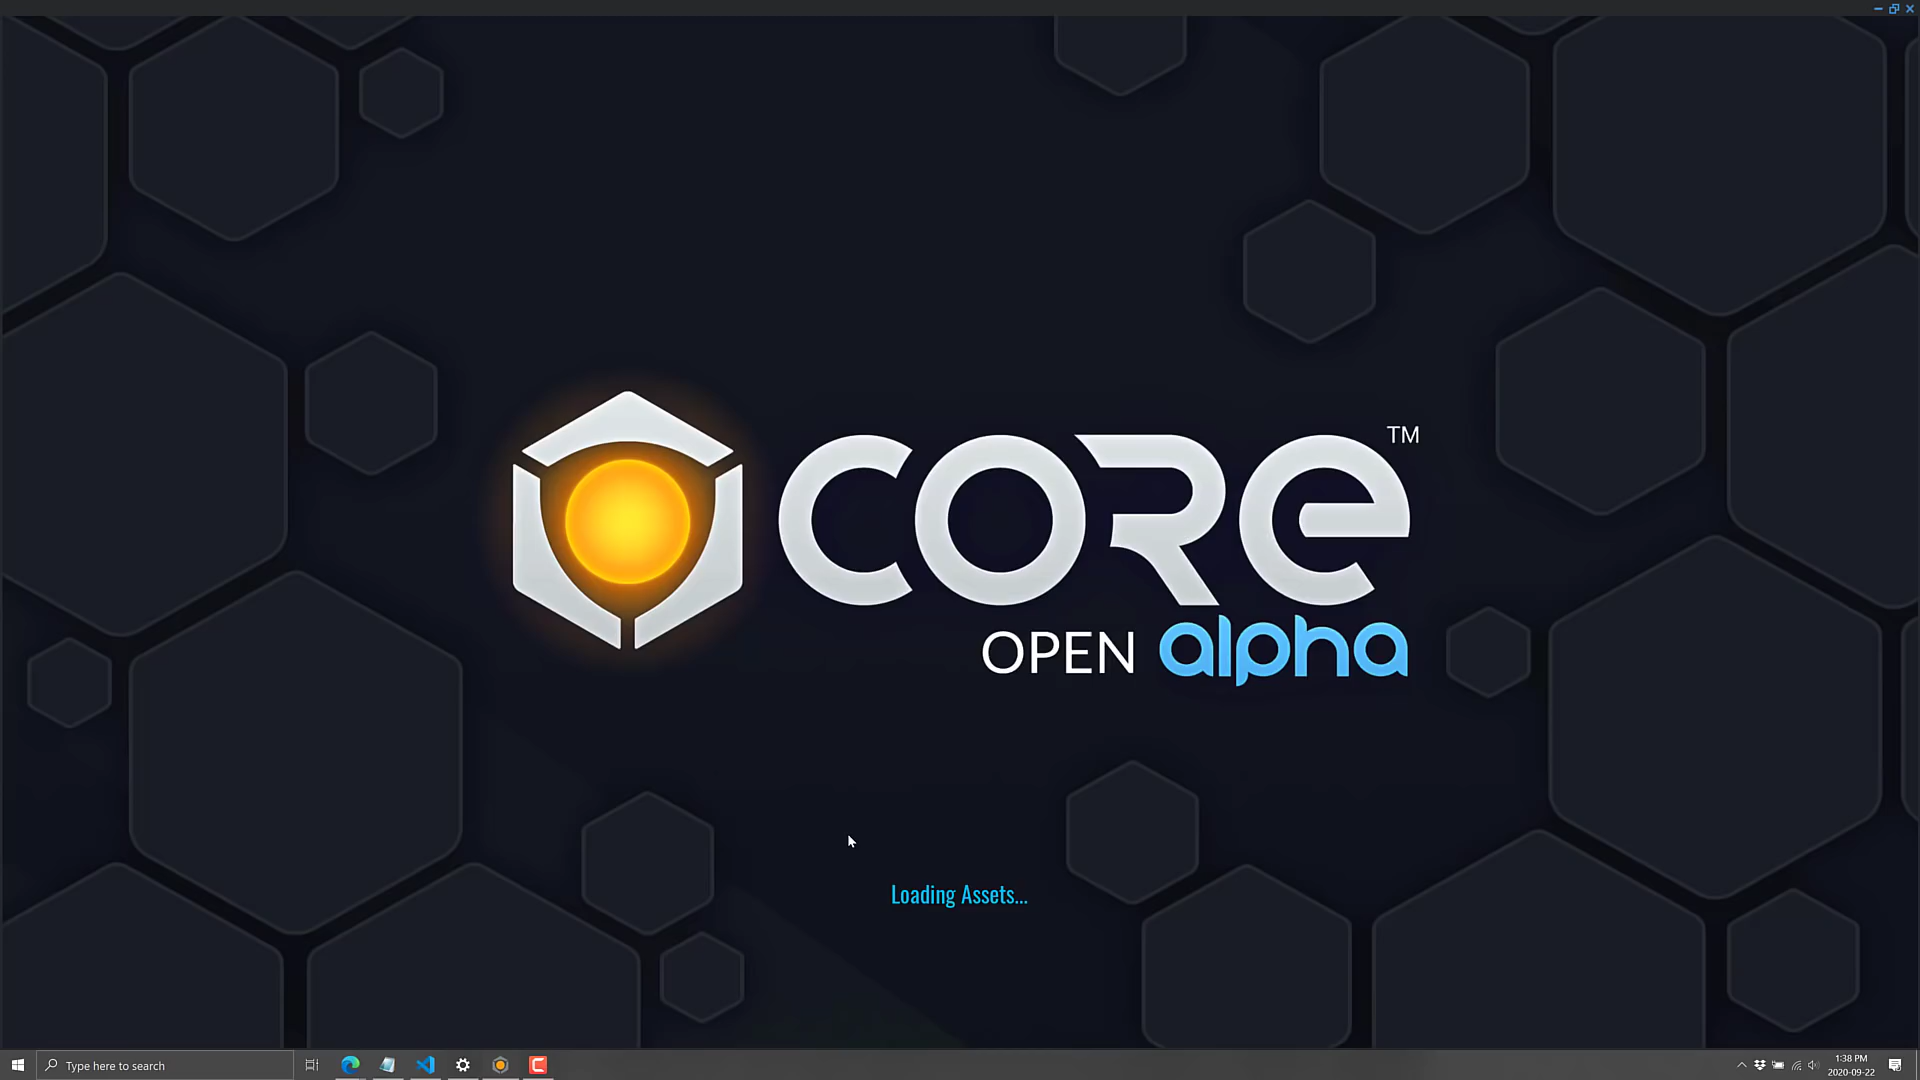 CORE
TM
OPEN alpha
Loading Assets...
Type here to search
1:38 PM
2020-09-22